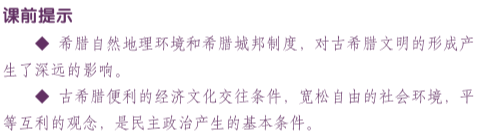 课前提示
◆ 希腊自然地理环境和希腊城邦制度，对古希腊文明的形成产
生了深远的影响。
◆ 古希腊便利的经济文化交往条件，宽松自由的社会环境，平
等互利的观念，是民主政治产生的基本条件。